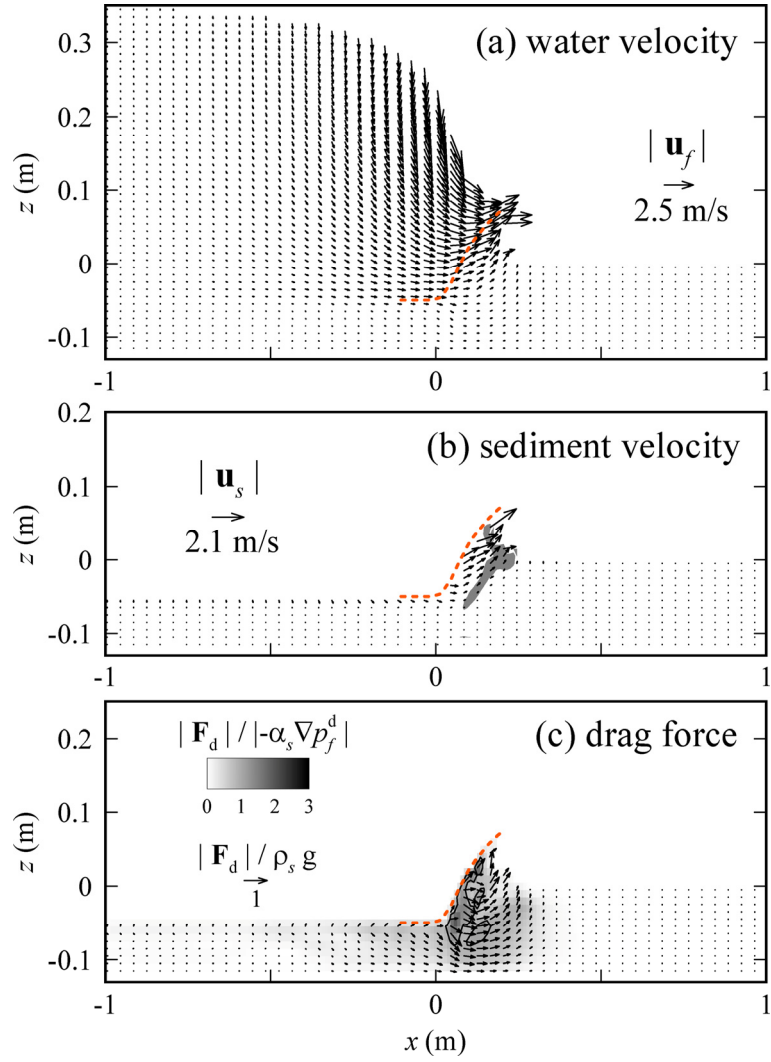 (a) water velocity
| u_f |
2.5 m/s
z (m)
0.3
0.2
0.1
0
-0.1
-1
0
1
(b) sediment velocity
| u_s |
2.1 m/s
z (m)
0.2
0.1
0
-0.1
-1
0
1
(c) drag force
| F_d | / |-α_s ∇p_f^d |
0 1 2 3
| F_d | / ρ_s g
1
z (m)
0.2
0.1
0
-0.1
-1
0
1
x (m)